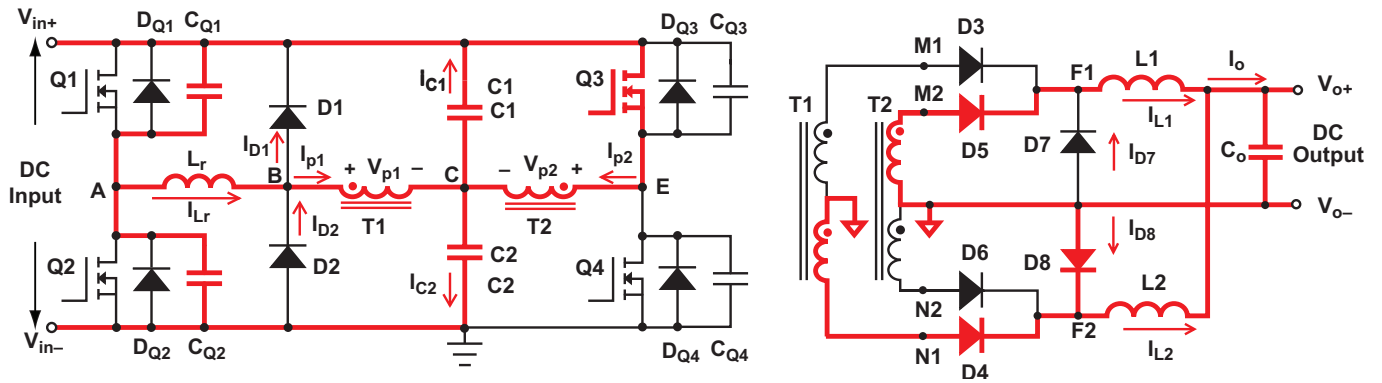 Vin+
DQ1
CQ1
DQ3
CQ3
Q1
D1
IC1
C1
C1
Q3
DC
Input
Lr
ID1
Ip1
+ Vp1 −
− Vp2 +
Ip2
A
B
C
E
ILr
T1
T2
ID2
Q2
D2
IC2
C2
C2
Q4
Vin−
DQ2
CQ2
DQ4
CQ4
M1
D3
F1
L1
Io
Vo+
T1
T2
M2
D5
IL1
D7
ID7
Co
DC
Output
Vo−
ID8
D6
D8
L2
N2
F2
IL2
N1
D4